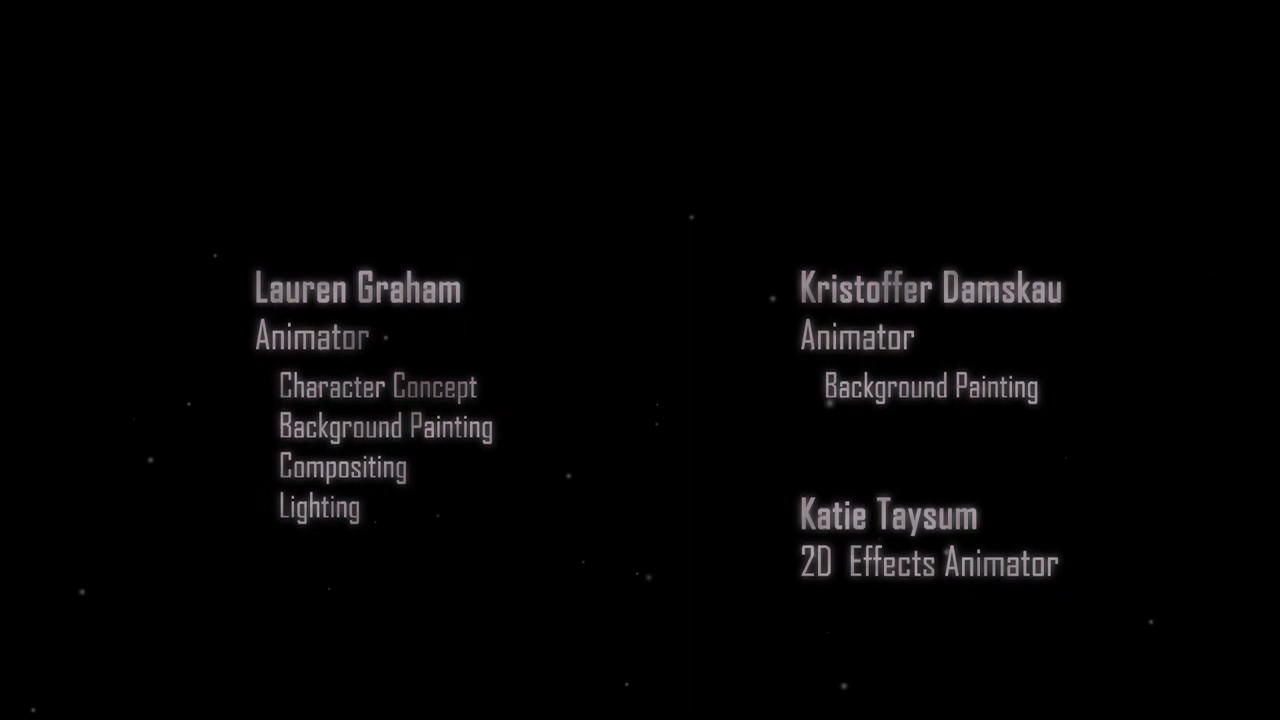 Lauren Graham
Animator
Character Concept
Background Painting
Compositing
Lighting
Kristoffer Damskau
Animator
Background Painting
Katie Taysum
2D Effects Animator